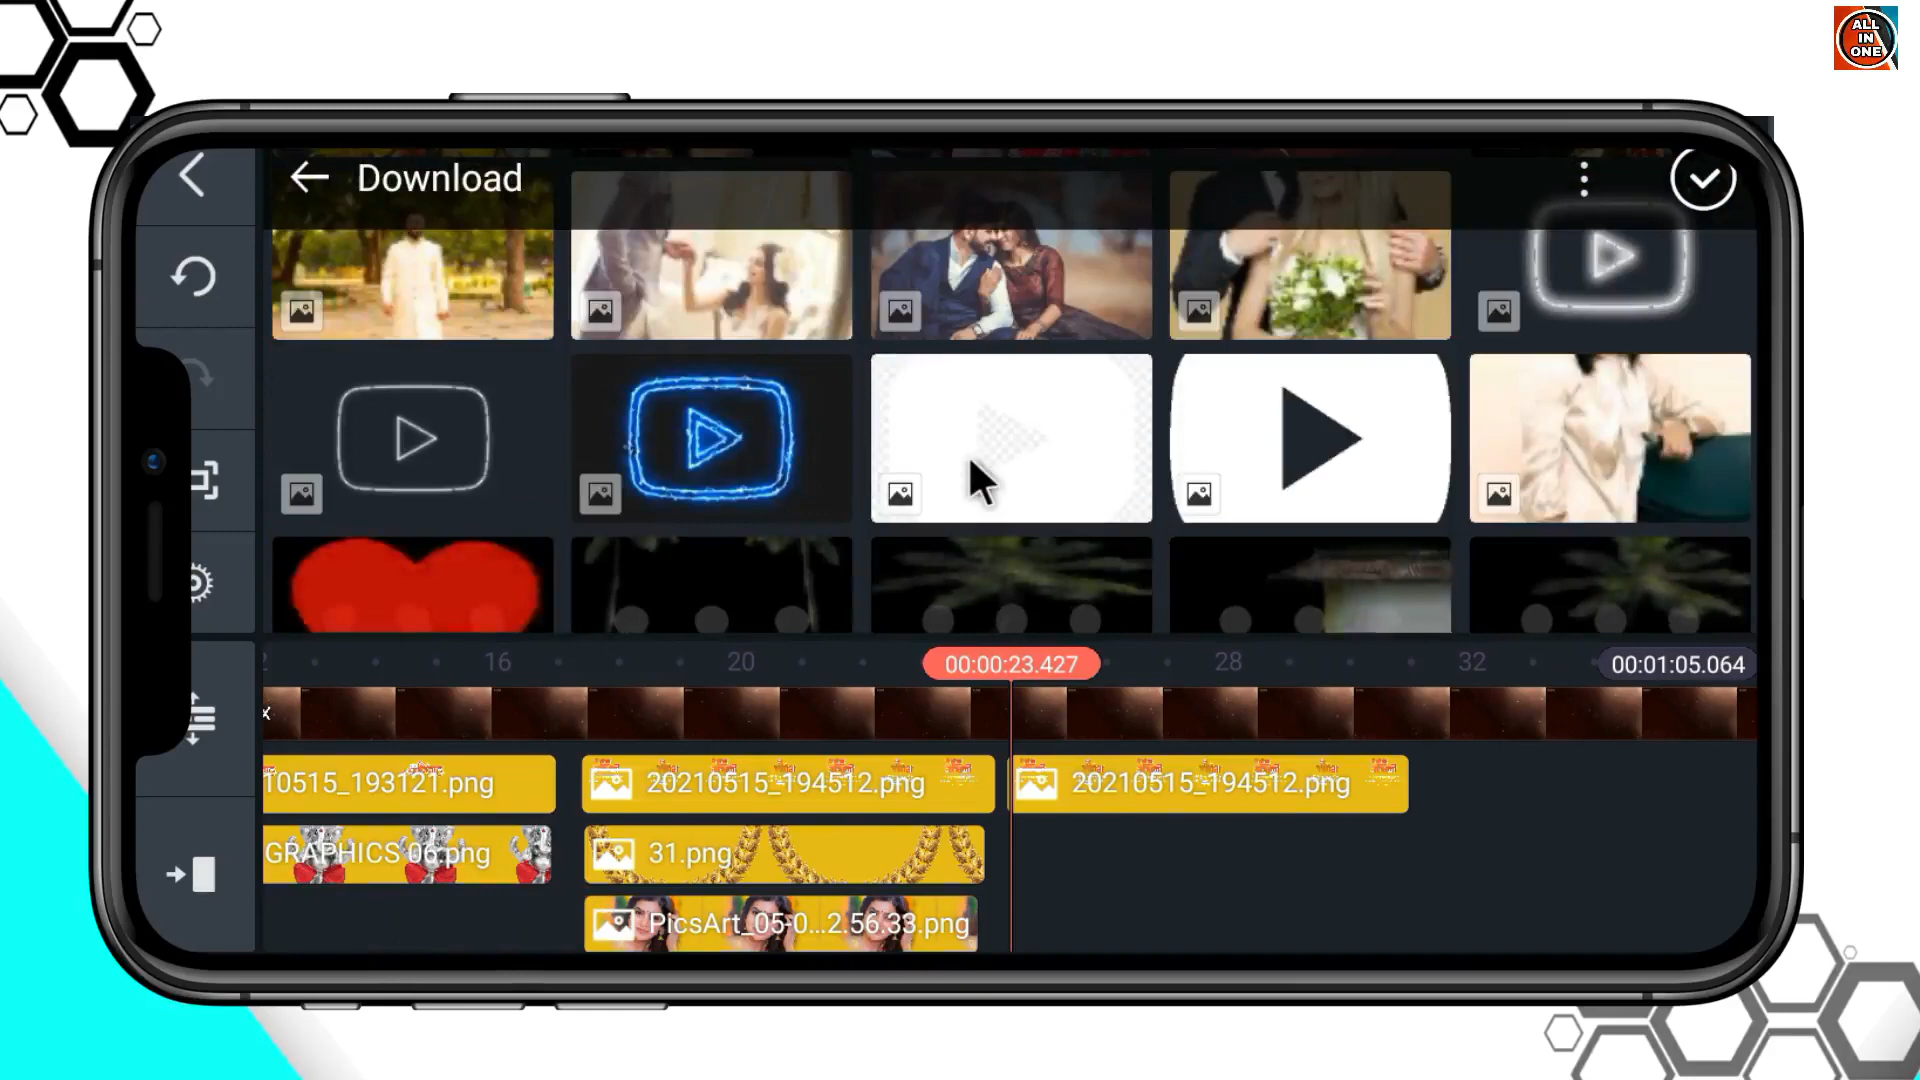 ALL
IN
ONE
Download
16
20
00:00:23.427
28
32
00:01:05.064
10515_193121.png
20210515_194512.png
20210515_194512.png
GRAPHICS 06.png
31.png
PicsArt_05-0...2.56.33.png